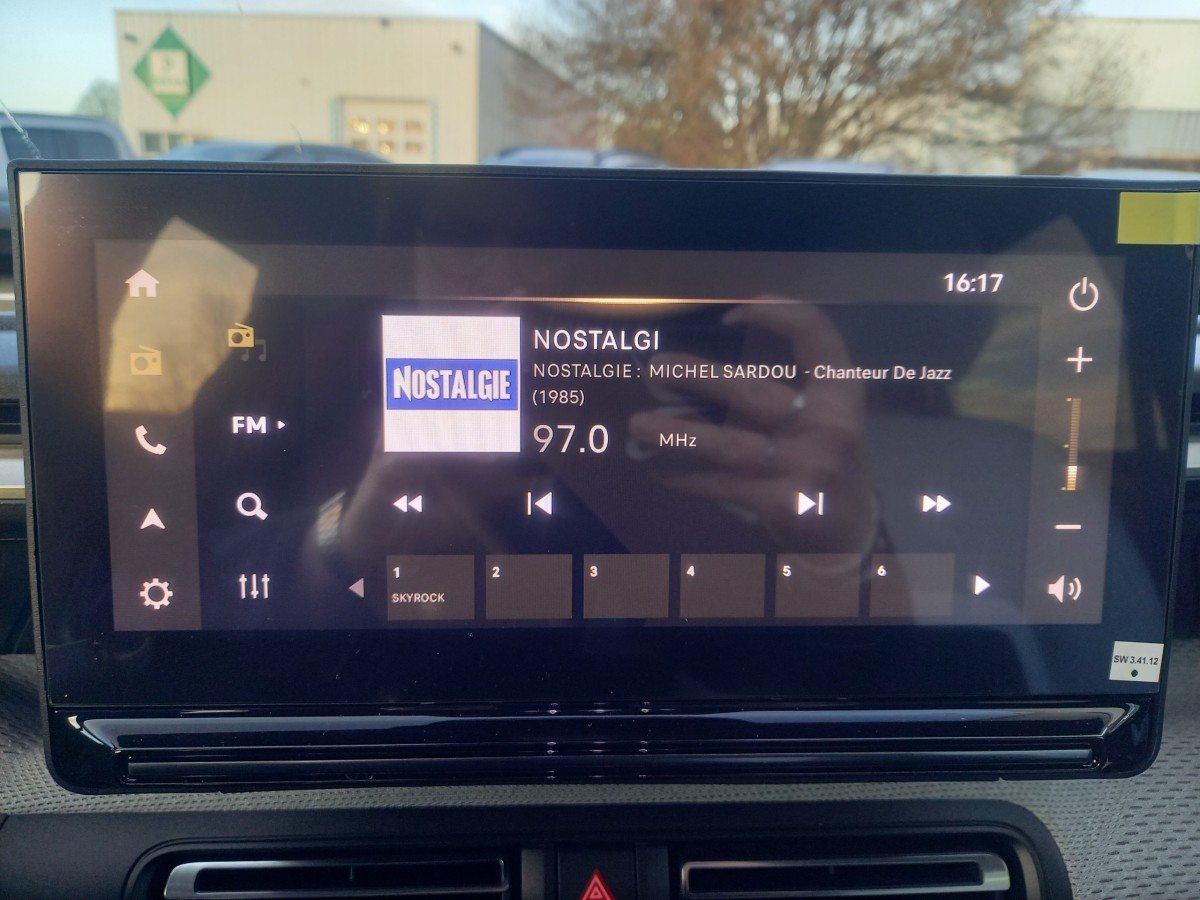 16:17
NOSTALGIE
NOSTALGI
NOSTALGIE : MICHEL SARDOU - Chanteur De Jazz
(1985)
97.0 MHz
FM
1 2 3 4 5 6
SKYROCK
SW 3.41.12